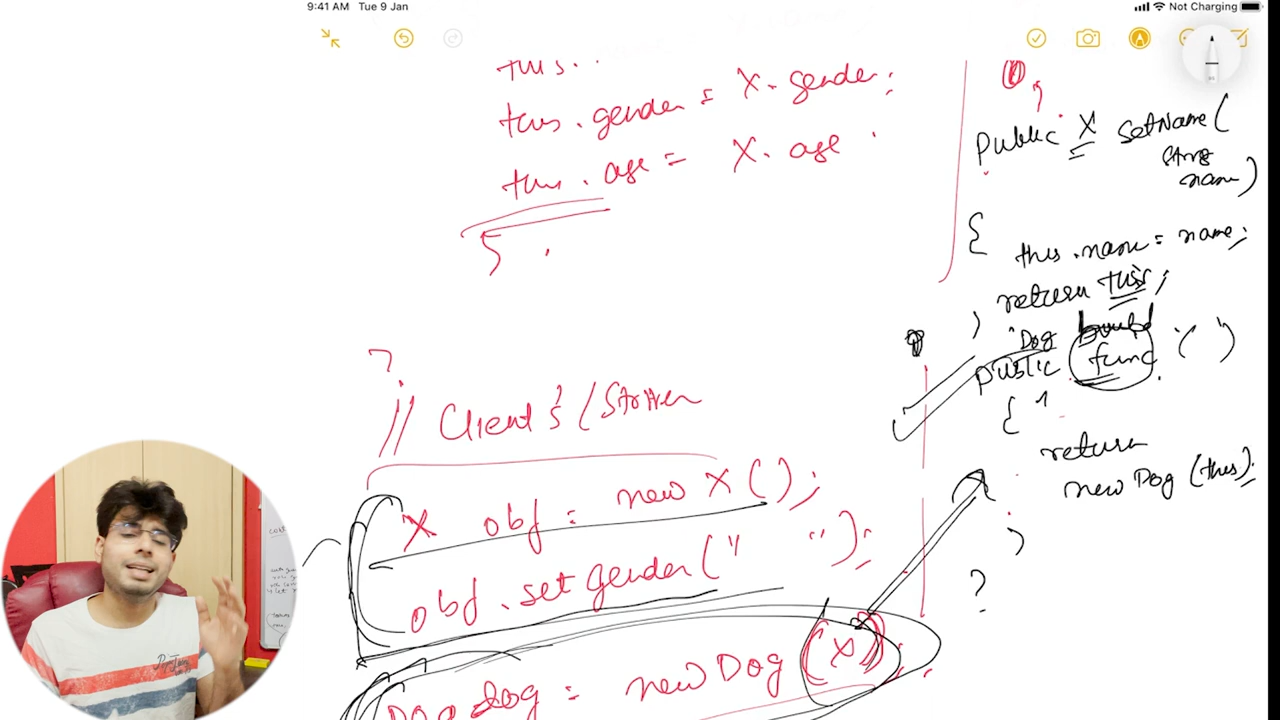 9:41 AM Tue 9 Jan
Not Charging
this.
this.gender = X.gender;
this.age = X.age
}
// Client's /
X obj = new X();
obj.setgender(" ");
Dog dog = new Dog (X);
public X setName(
String
name)
{
this.name = name;
return this;
}
Dog build
public func ( )
{
return
new Dog (this);
}